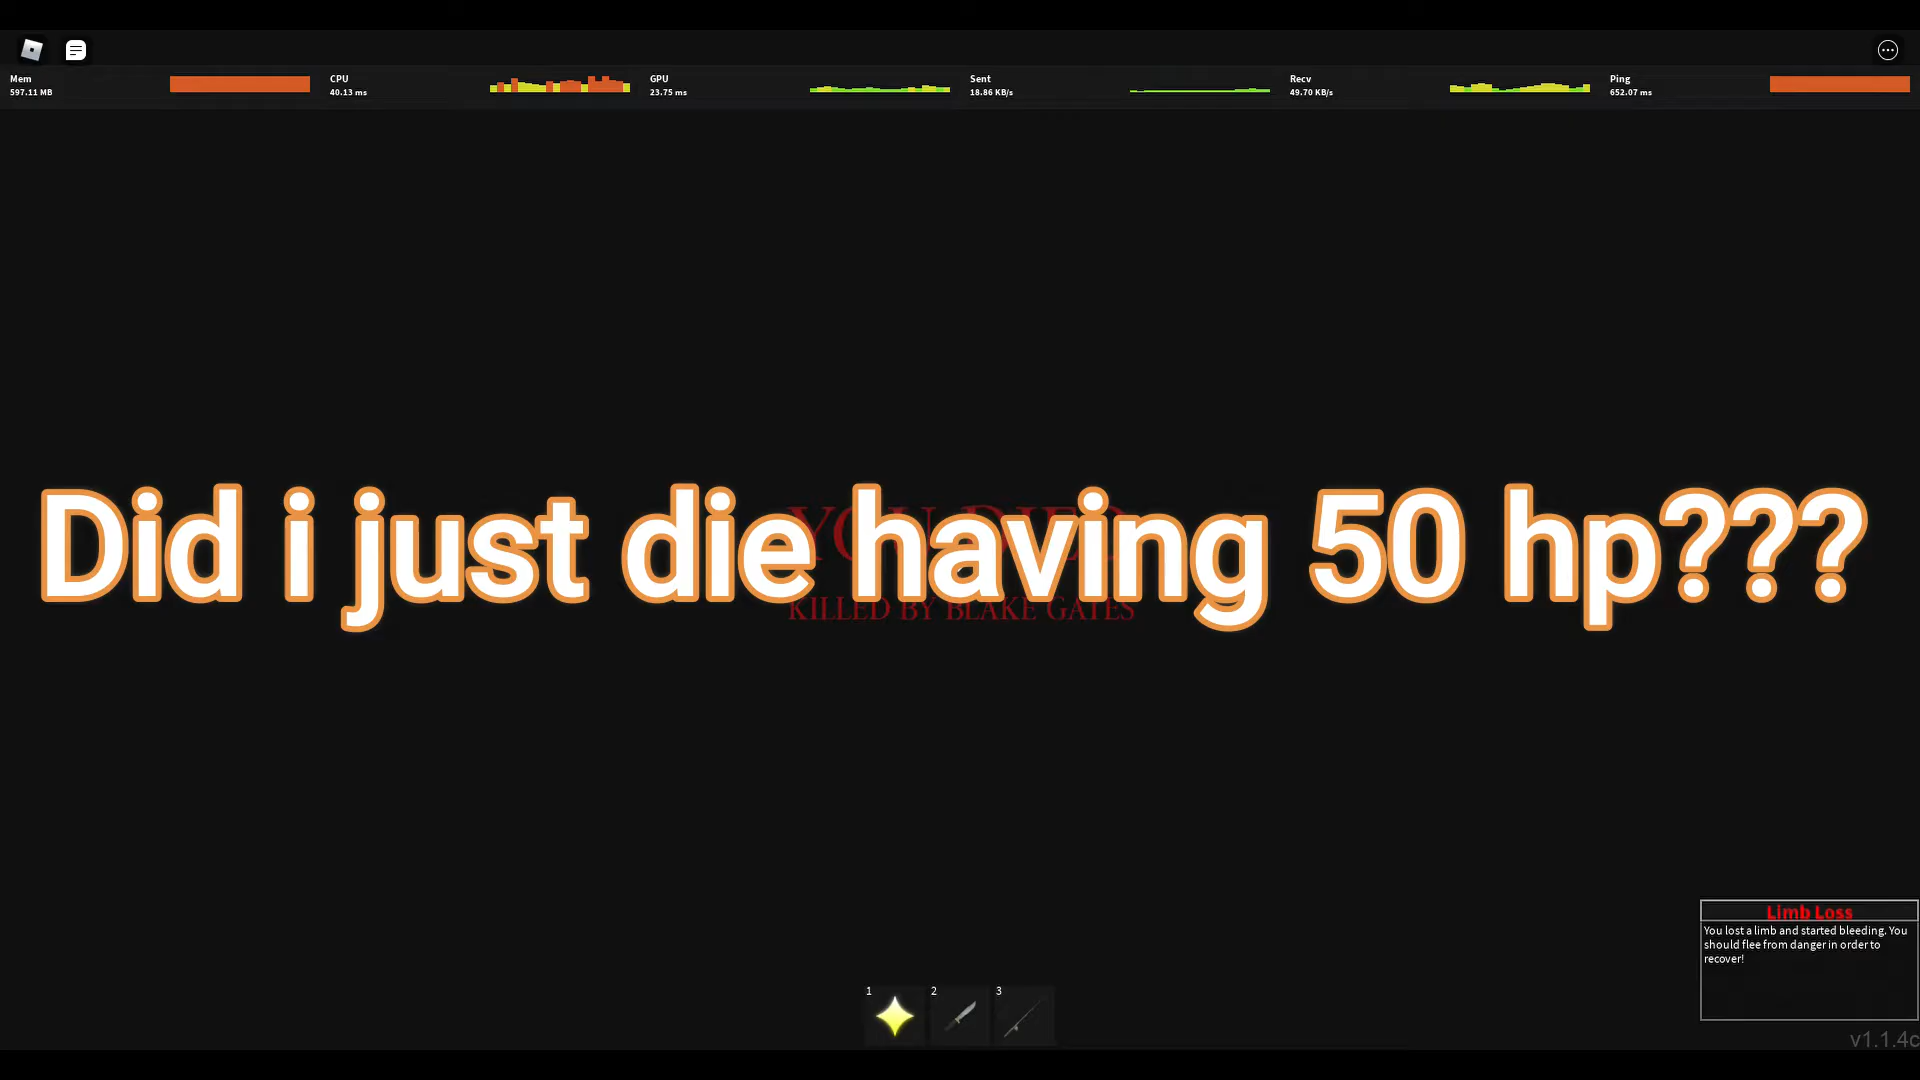 Mem
597.11 MB
CPU
40.13 ms
GPU
23.75 ms
Sent
18.86 KB/s
Recv
49.70 KB/s
Ping
652.07 ms
YOU DIED
Did i just die having 50 hp???
KILLED BY BLAKE GATES
Limb Loss
You lost a limb and started bleeding. You
should flee from danger in order to
recover!
1
2
3
v1.1.4c